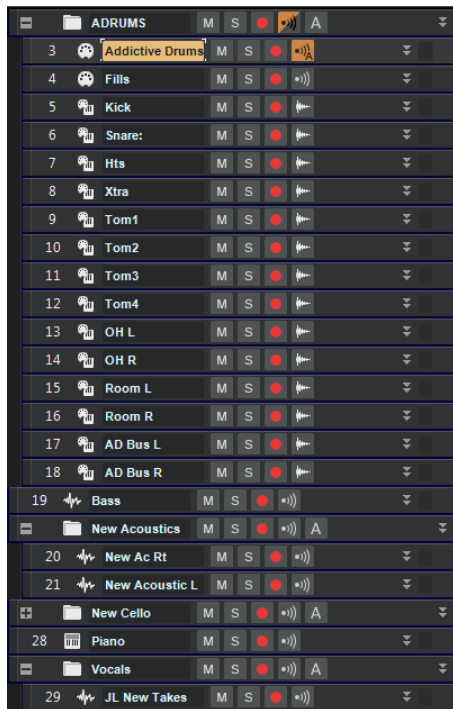 ADRUMS M S A
3 Addictive Drums M S A
4 Fills M S
5 Kick M S
6 Snare: M S
7 Hts M S
8 Xtra M S
9 Tom1 M S
10 Tom2 M S
11 Tom3 M S
12 Tom4 M S
13 OH L M S
14 OH R M S
15 Room L M S
16 Room R M S
17 AD Bus L M S
18 AD Bus R M S
19 Bass M S
New Acoustics M S A
20 New Ac Rt M S
21 New Acoustic L M S
New Cello M S A
28 Piano M S
Vocals M S A
29 JL New Takes M S